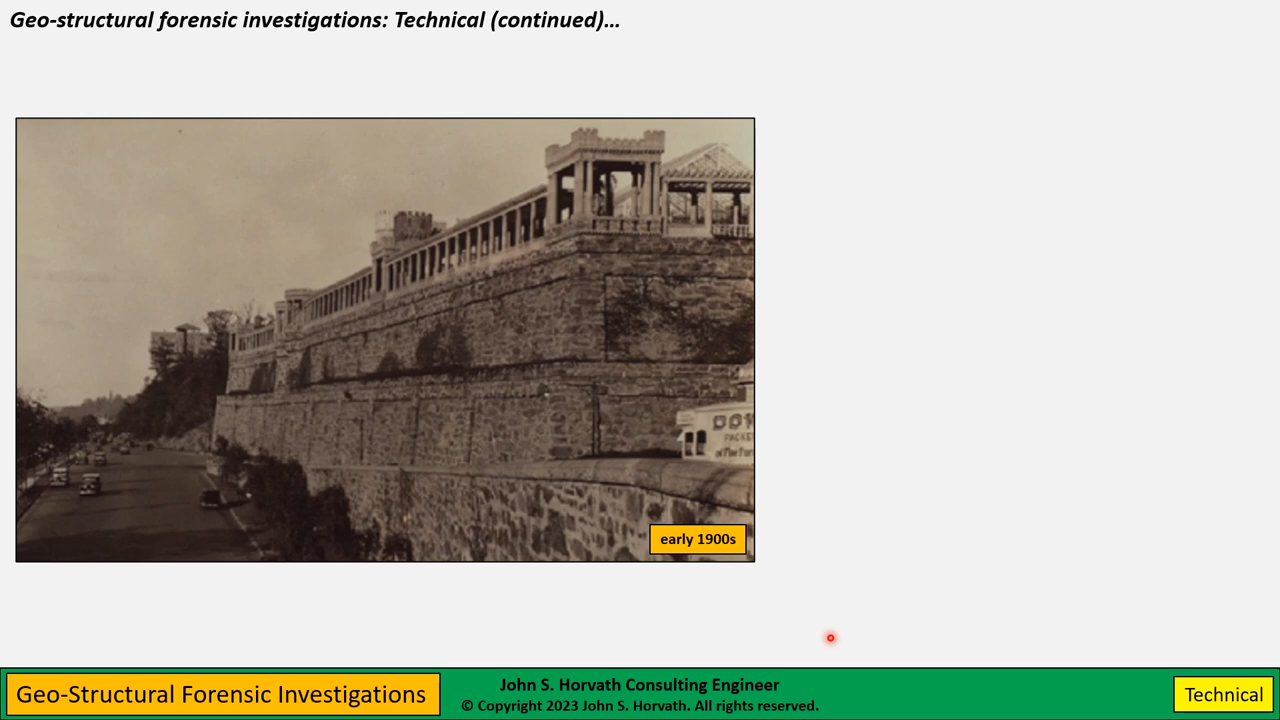 Geo-structural forensic investigations: Technical (continued)...
early 1900s
Geo-Structural Forensic Investigations
John S. Horvath Consulting Engineer
© Copyright 2023 John S. Horvath. All rights reserved.
Technical